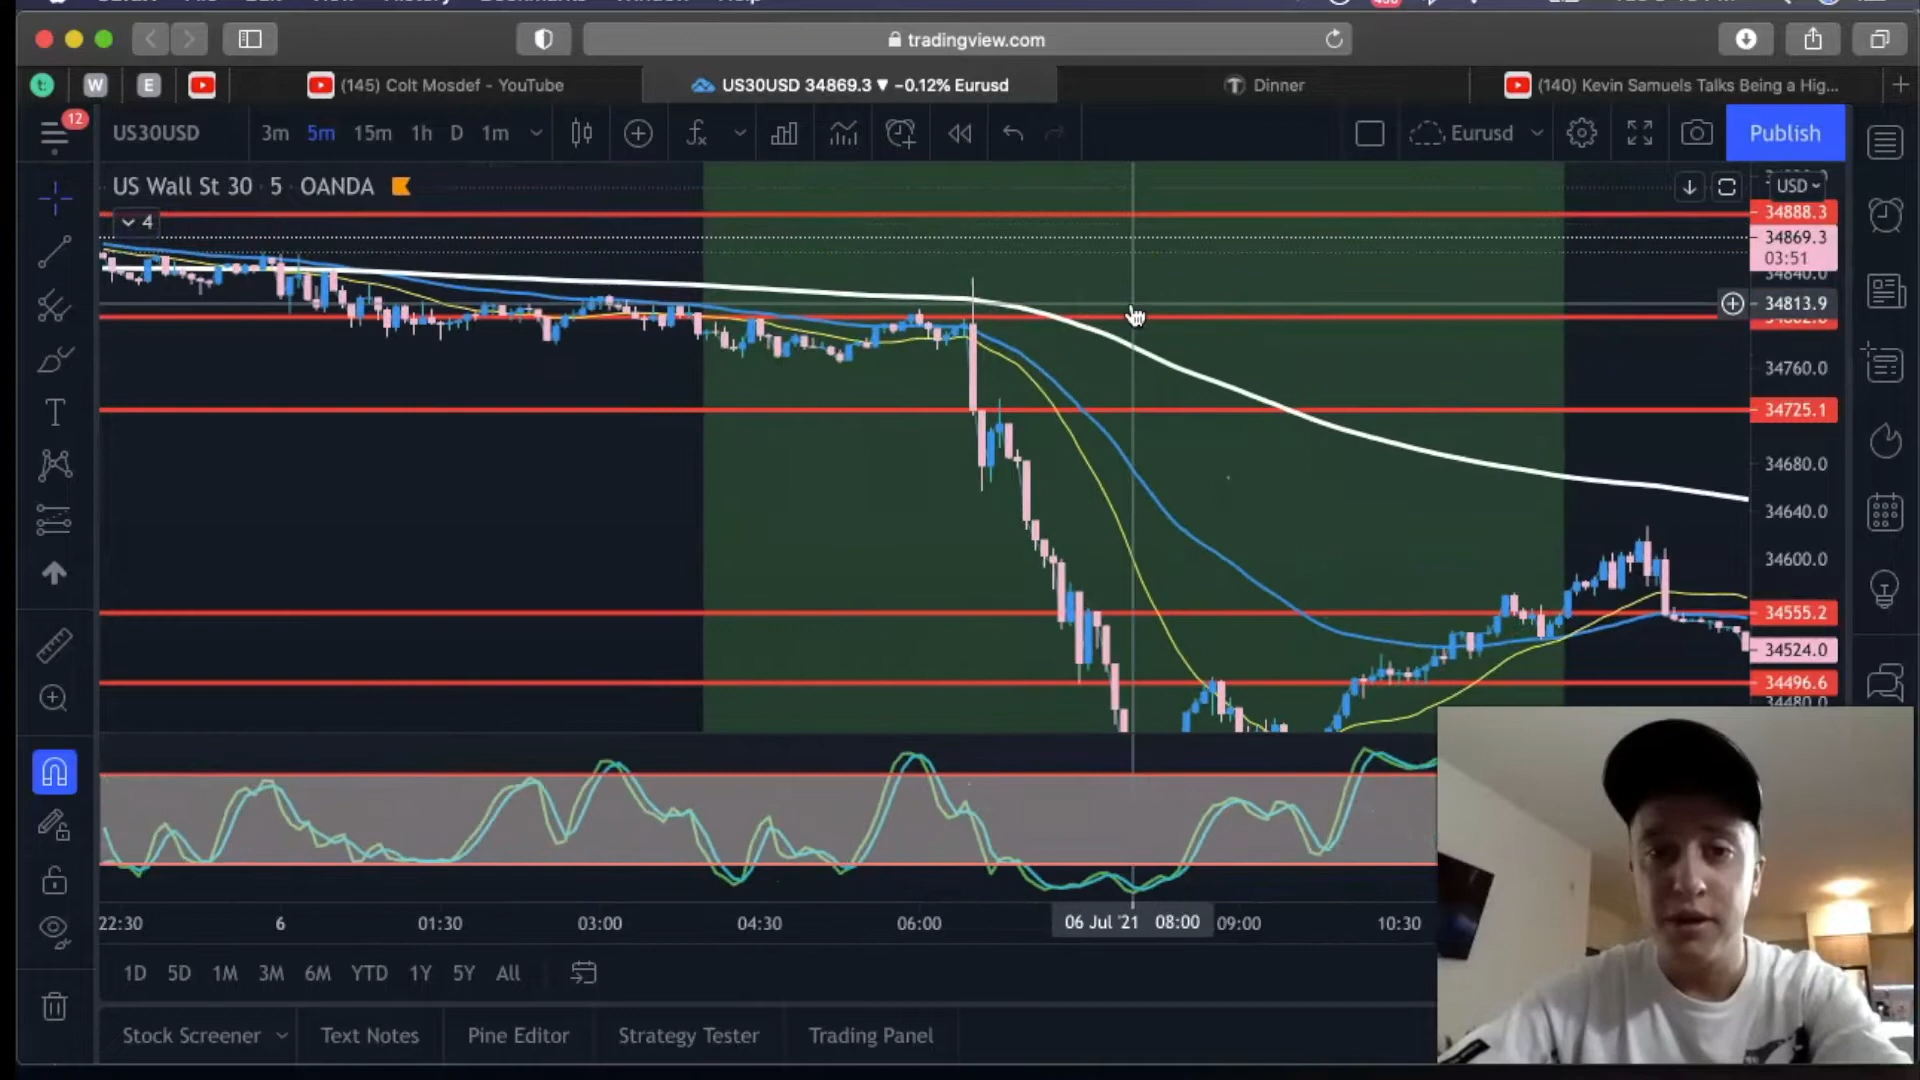 tradingview.com
W
E
(145) Colt Mosdef - YouTube
US30USD 34869.3 ▼ −0.12% Eurusd
Dinner
(140) Kevin Samuels Talks Being a Hig...
12
US30USD
3m 5m 15m 1h D 1m
Eurusd
Publish
US Wall St 30 · 5 · OANDA
USD
4
34888.3
34869.3
03:51
34840.0
34813.9
34760.0
34725.1
34680.0
34640.0
34600.0
34555.2
34524.0
34496.6
34480.0
22:30 6 01:30 03:00 04:30 06:00 06 Jul '21 08:00 09:00 10:30
1D 5D 1M 3M 6M YTD 1Y 5Y All
Stock Screener Text Notes Pine Editor Strategy Tester Trading Panel